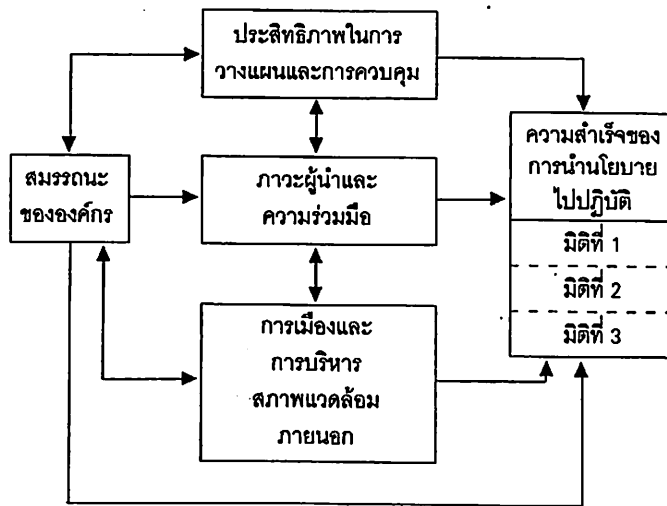 ประสิทธิภาพในการ
วางแผนและการควบคุม
สมรรถนะ
ขององค์กร
ภาวะผู้นำและ
ความร่วมมือ
การเมืองและ
การบริหาร
สภาพแวดล้อม
ภายนอก
ความสำเร็จของ
การนำนโยบาย
ไปปฏิบัติ
มิติที่ 1
มิติที่ 2
มิติที่ 3